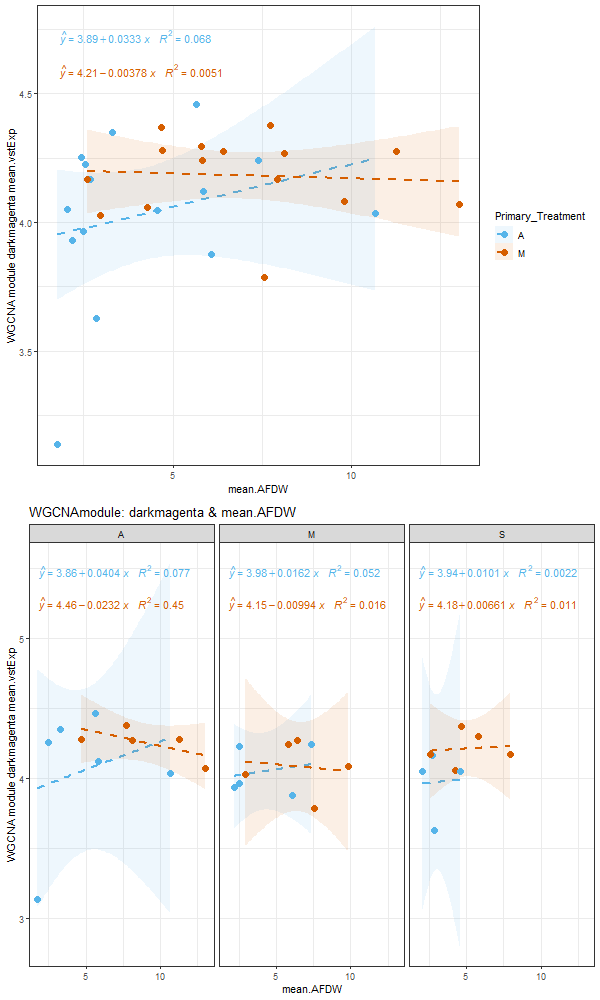 ŷ = 3.89 + 0.0333 x R² = 0.068
ŷ = 4.21 − 0.00378 x R² = 0.0051
4.5
4.0
3.5
WGCNA module darkmagenta mean.vstExp
5 10
mean.AFDW
Primary_Treatment
A
M
WGCNAmodule: darkmagenta & mean.AFDW
A M S
ŷ = 3.86 + 0.0404 x R² = 0.077
ŷ = 4.46 − 0.0232 x R² = 0.45
ŷ = 3.98 + 0.0162 x R² = 0.052
ŷ = 4.15 − 0.00994 x R² = 0.016
ŷ = 3.94 + 0.0101 x R² = 0.0022
ŷ = 4.18 + 0.00661 x R² = 0.011
5
4
3
WGCNA module darkmagenta mean.vstExp
5 10 5 10 5 10
mean.AFDW